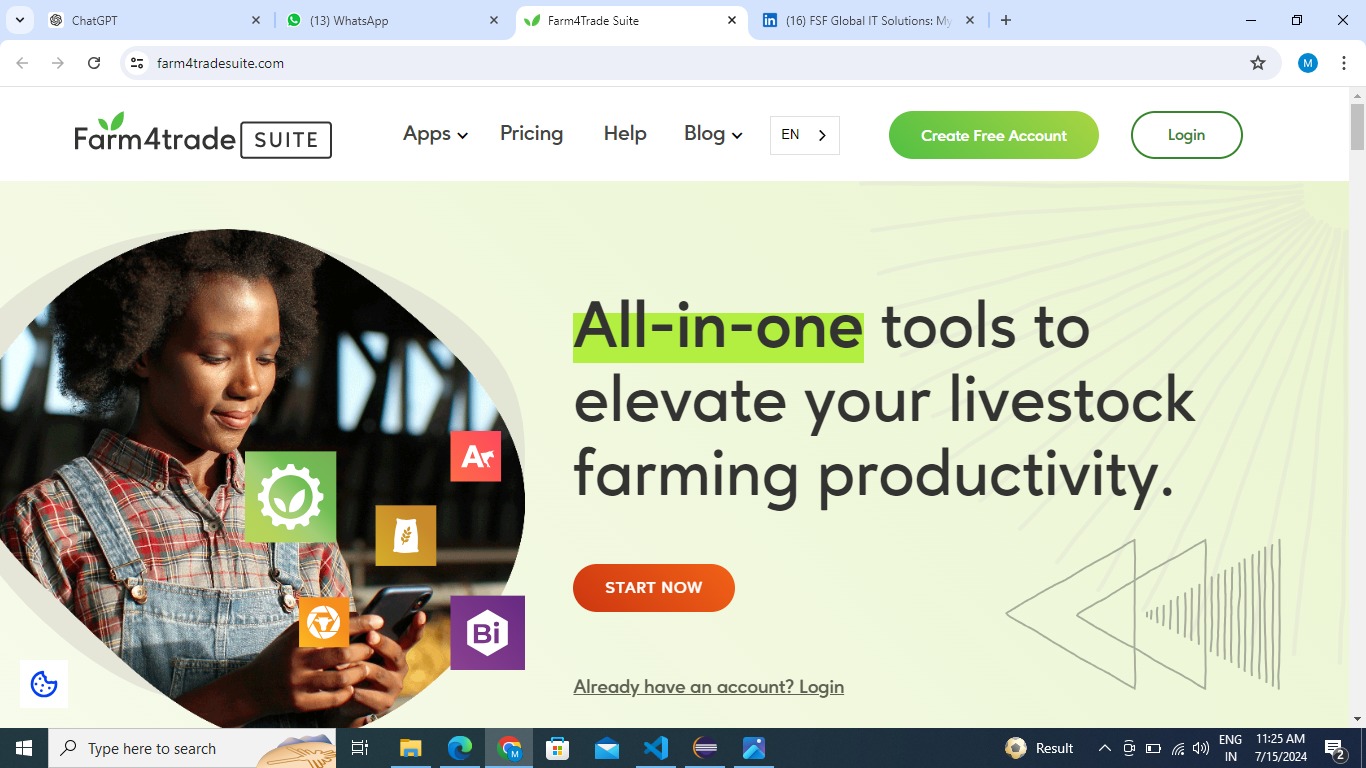 ChatGPT
(13) WhatsApp
Farm4Trade Suite
(16) FSF Global IT Solutions: My
farm4tradesuite.com
M
Farm4trade SUITE
Apps
Pricing
Help
Blog
EN
Create Free Account
Login
All-in-one tools to
elevate your livestock
farming productivity.
A
Bi
START NOW
Already have an account? Login
Type here to search
Result
ENG
IN
11:25 AM
7/15/2024
2